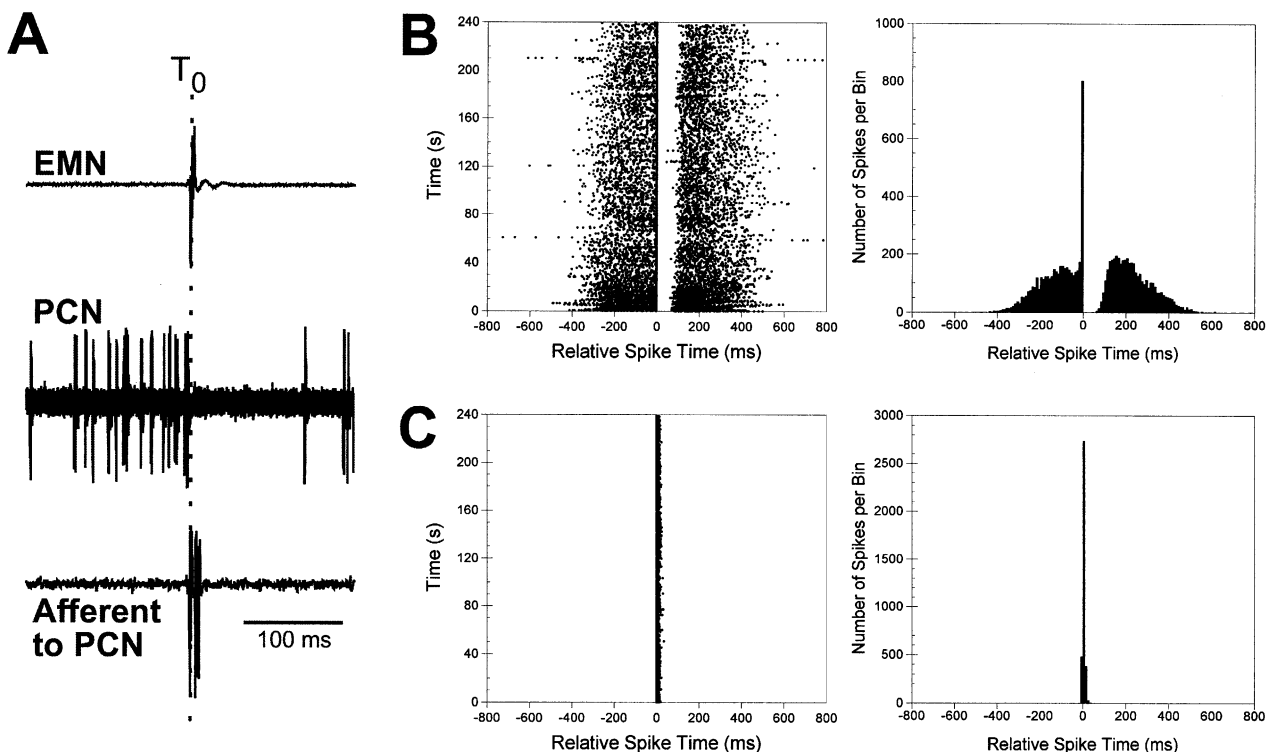 A
T0
EMN
PCN
Afferent
to PCN
100 ms
B
Time (s)
240
200
160
120
80
40
0
-800 -600 -400 -200 0 200 400 600 800
Relative Spike Time (ms)
Number of Spikes per Bin
1000
800
600
400
200
0
-800 -600 -400 -200 0 200 400 600 800
Relative Spike Time (ms)
C
Time (s)
240
200
160
120
80
40
0
-800 -600 -400 -200 0 200 400 600 800
Relative Spike Time (ms)
Number of Spikes per Bin
3000
2500
2000
1500
1000
500
0
-800 -600 -400 -200 0 200 400 600 800
Relative Spike Time (ms)